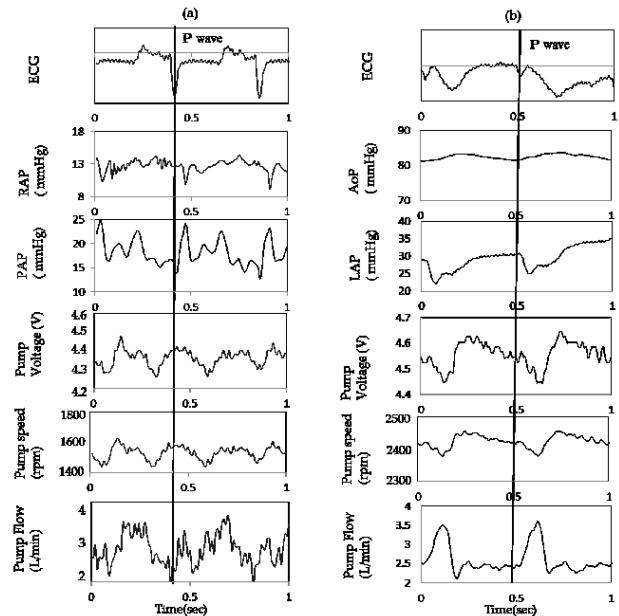 (a)
P wave
ECG
0 0.5 1
18
13
8
RAP
( mmHg)
0 0.5 1
25
20
15
10
PAP
( mmHg)
0 0.5 1
4.6
4.4
4.3
4.2
Pump
Voltage (V)
0 0.5 1
1800
1600
1400
Pump speed
(rpm)
0 0.5 1
4
3
2
Pump Flow
(L/min)
0 0.5 1
Time(sec)
(b)
P wave
ECG
0 0.5 1
90
80
70
AoP
( mmHg)
0 0.5 1
40
35
30
25
20
LAP
( mmHg)
0 0.5 1
4.7
4.6
4.5
4.4
Pump
Voltage (V)
0 0.5 1
2500
2400
2300
Pump speed
(rpm)
0 0.5 1
4
3.5
3
2.5
2
Pump Flow
(L/min)
0 0.5 1
Time(sec)